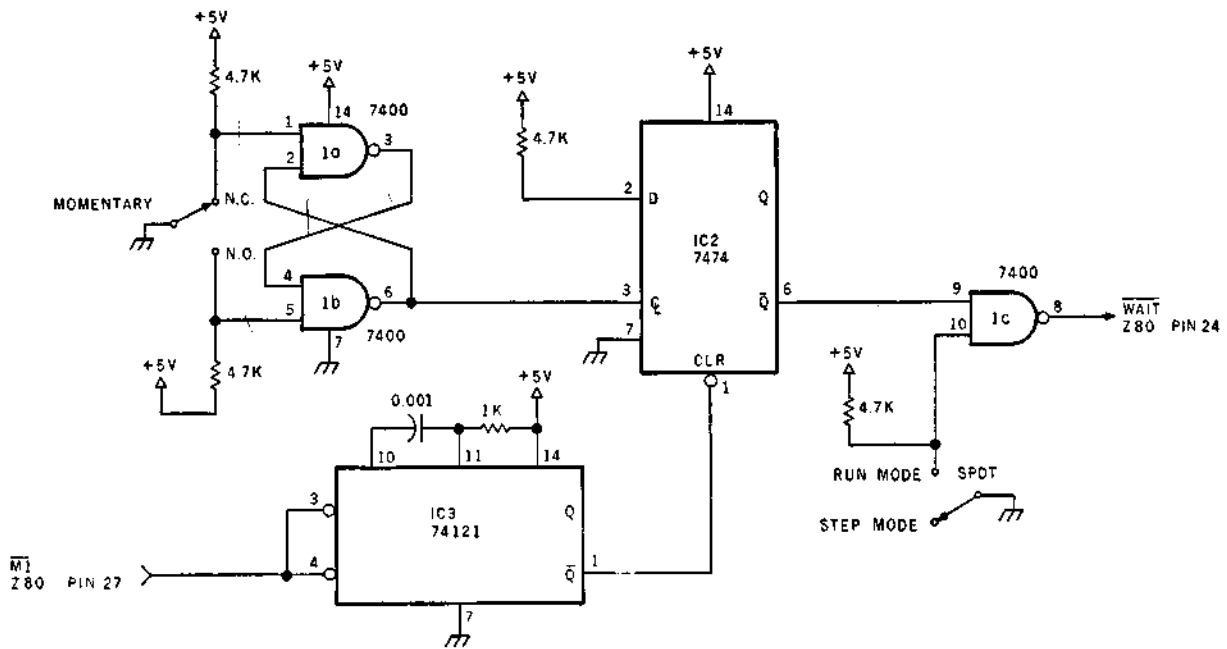 +5V
4.7K
+5V
14
7400
1
2
1a
3
MOMENTARY
N.C.
N.O.
4
5
1b
6
7
7400
+5V
4.7K
+5V
4.7K
+5V
14
2
D
Q
IC2
7474
3
C
Q̅
6
7
CLR
1
7400
9
10
1c
8
W̅A̅I̅T̅
Z80 PIN 24
+5V
4.7K
RUN MODE
SPDT
STEP MODE
0.001
1K
+5V
10
11
14
3
4
IC3
74121
Q
Q̅
1
7
M̅1̅
Z80 PIN 27